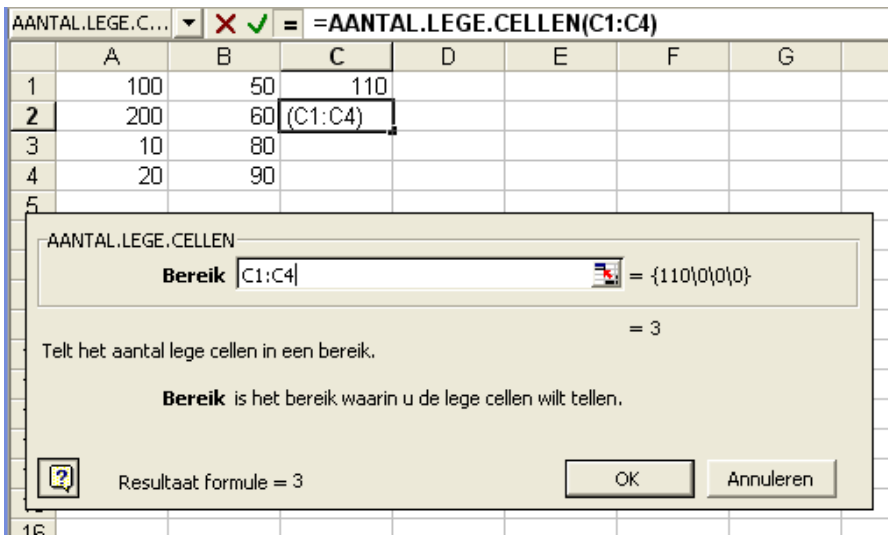 AANTAL.LEGE.C... = =AANTAL.LEGE.CELLEN(C1:C4)
A B C D E F G
1 100 50 110
2 200 60 (C1:C4)
3 10 80
4 20 90
5
AANTAL.LEGE.CELLEN
Bereik C1:C4 = {110\0\0\0}
= 3
Telt het aantal lege cellen in een bereik.
Bereik is het bereik waarin u de lege cellen wilt tellen.
? Resultaat formule = 3 OK Annuleren
16